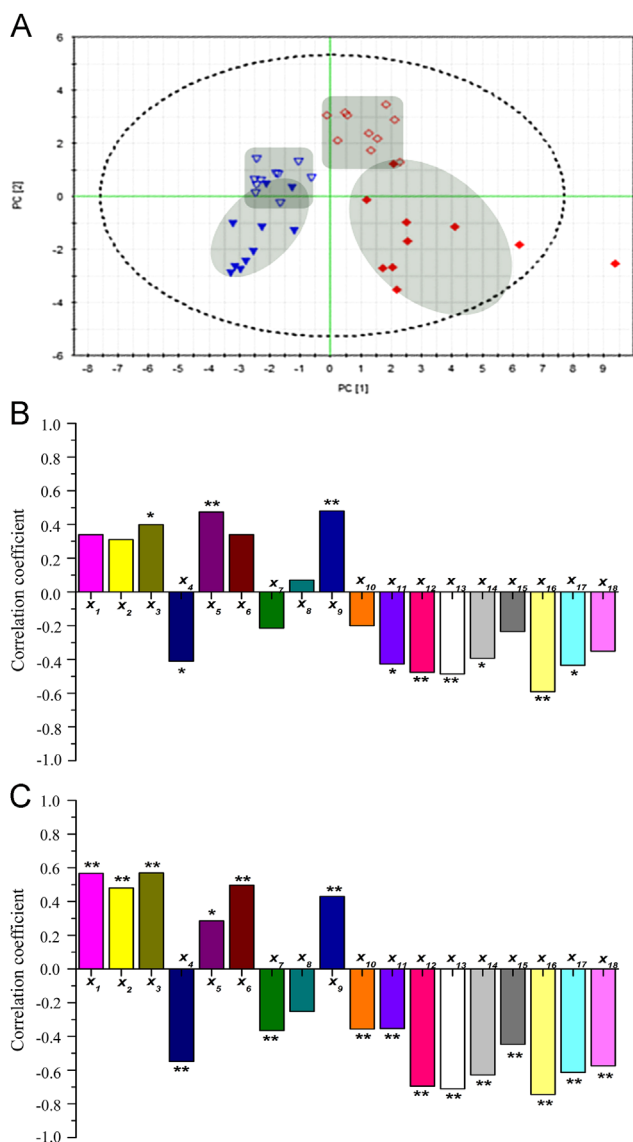 A
6
4
2
0
-2
-4
-6
PC [2]
-8 -7 -6 -5 -4 -3 -2 -1 0 1 2 3 4 5 6 7 8 9
PC [1]
B
1.0
0.8
0.6
0.4
0.2
0.0
-0.2
-0.4
-0.6
-0.8
-1.0
Correlation coefficient
* ** **
x4 x7 x10 x11 x12 x13 x14 x15 x16 x17 x18
x1 x2 x3 x5 x6 x8 x9
* * ** ** * ** *
C
1.0
0.8
0.6
0.4
0.2
0.0
-0.2
-0.4
-0.6
-0.8
-1.0
Correlation coefficient
** ** ** * ** **
x4 x7 x8 x10 x11 x12 x13 x14 x15 x16 x17 x18
x1 x2 x3 x5 x6 x9
** ** ** ** ** ** ** ** ** ** **